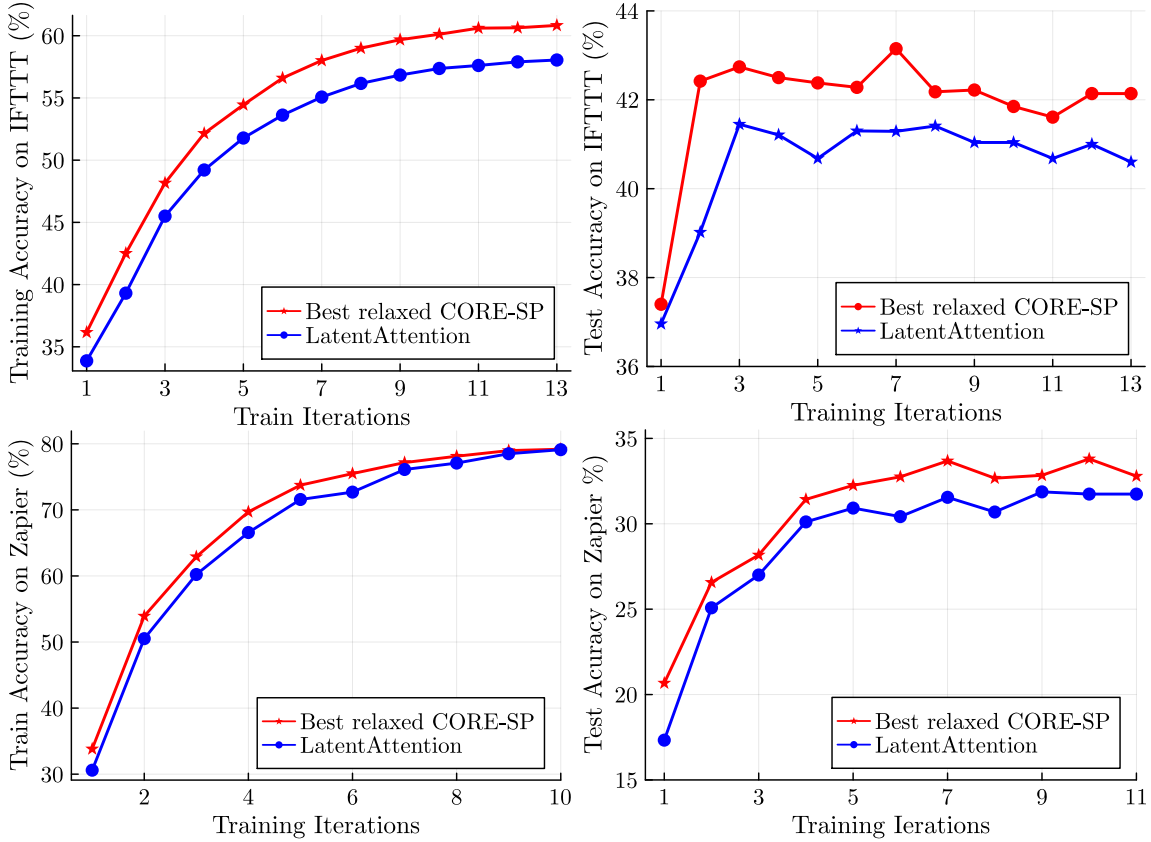 Training Accuracy on IFTTT (%)
60
55
50
45
40
35
1 3 5 7 9 11 13
Train Iterations
Best relaxed CORE-SP
LatentAttention
Test Accuracy on IFTTT (%)
44
42
40
38
36
1 3 5 7 9 11 13
Training Iterations
Best relaxed CORE-SP
LatentAttention
Train Accuracy on Zapier (%)
80
70
60
50
40
30
2 4 6 8 10
Training Iterations
Best relaxed CORE-SP
LatentAttention
Test Acuracy on Zapier %)
35
30
25
20
15
1 3 5 7 9 11
Training Ierations
Best relaxed CORE-SP
LatentAttention